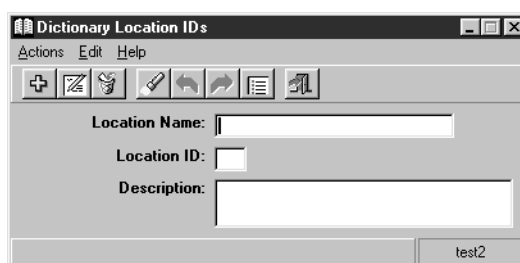 Dictionary Location IDs
Actions Edit Help
Location Name:
Location ID:
Description:
test2